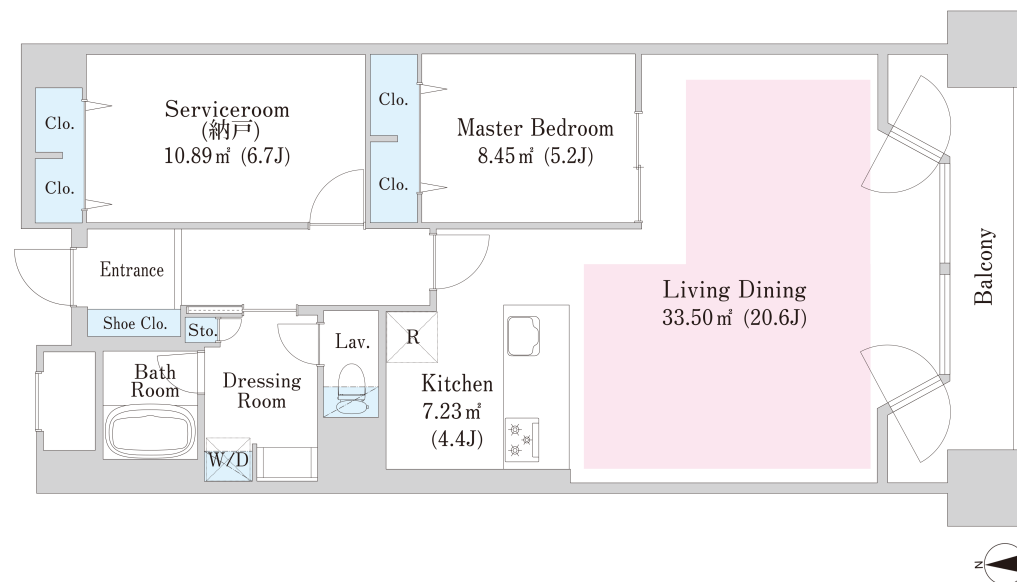 Clo.
Clo.
Serviceroom
(納戸)
10.89㎡ (6.7J)
Clo.
Clo.
Master Bedroom
8.45㎡ (5.2J)
Entrance
Shoe Clo.
Sto.
Lav.
R
Bath
Room
Dressing
Room
W/D
Kitchen
7.23㎡
(4.4J)
Living Dining
33.50㎡ (20.6J)
Balcony
N